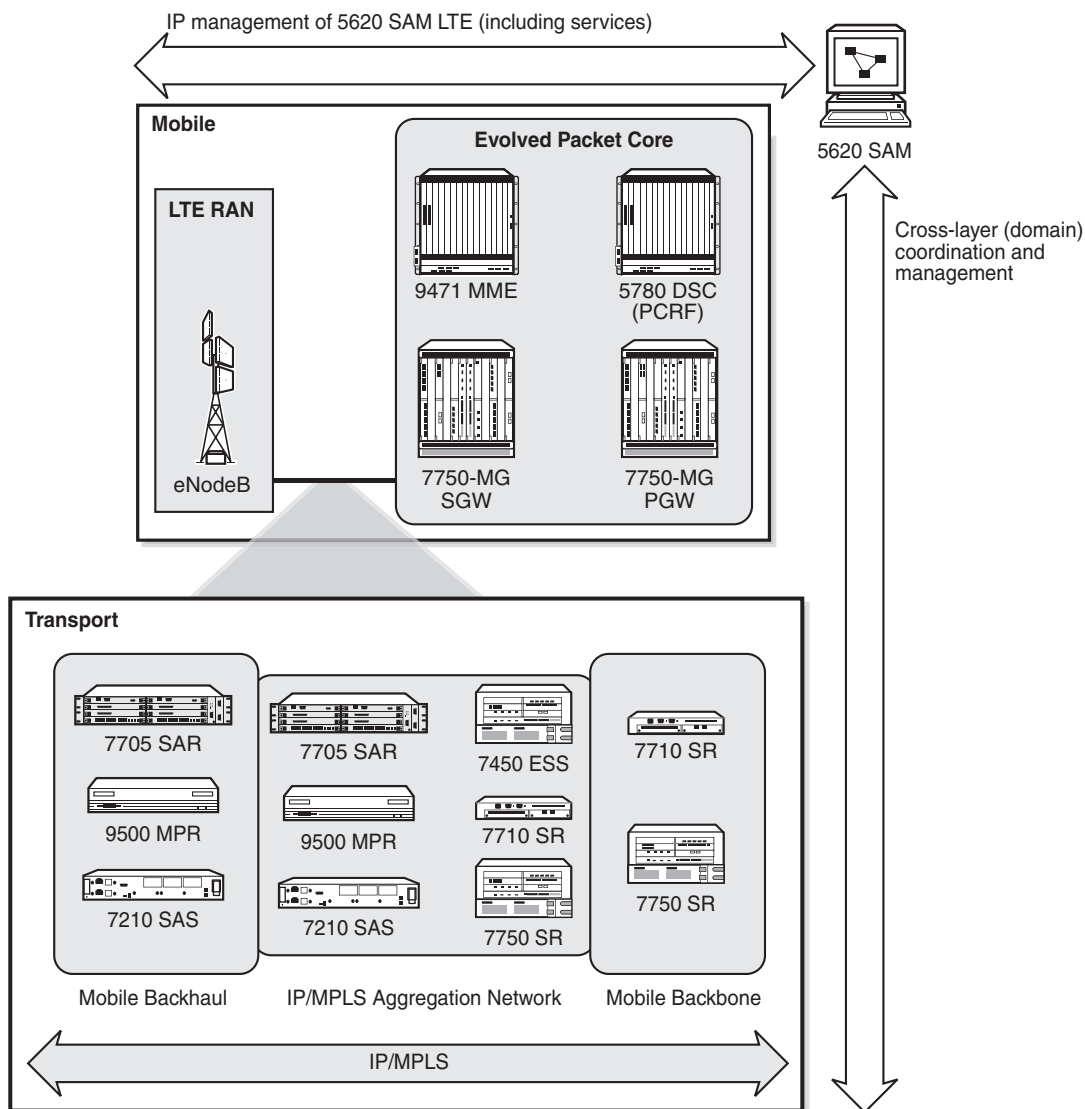 IP management of 5620 SAM LTE (including services)
5620 SAM
Cross-layer (domain)
coordination and
management
Mobile
LTE RAN
eNodeB
Evolved Packet Core
9471 MME
5780 DSC
(PCRF)
7750-MG
SGW
7750-MG
PGW
Transport
7705 SAR
9500 MPR
7210 SAS
Mobile Backhaul
7705 SAR
9500 MPR
7210 SAS
7450 ESS
7710 SR
7750 SR
IP/MPLS Aggregation Network
7710 SR
7750 SR
Mobile Backbone
IP/MPLS